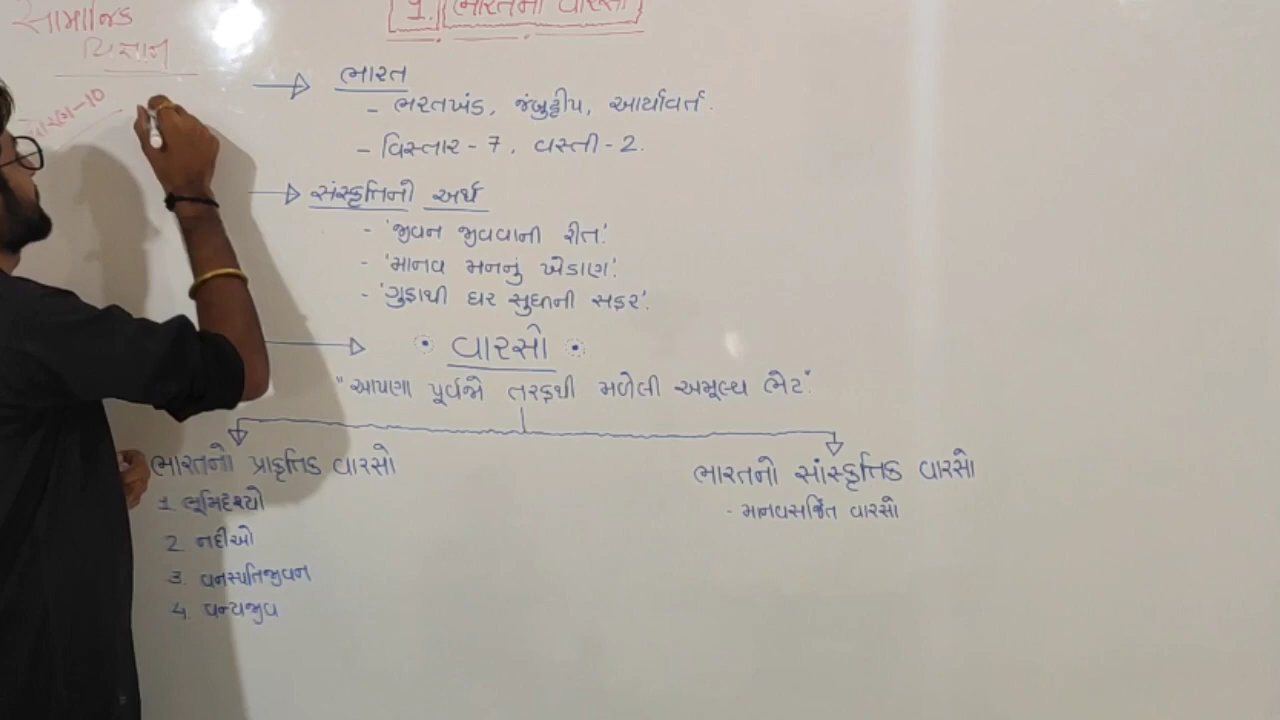 સામાજિક
વિજ્ઞાન
ધોરણ-10
1. ભારતનો વારસો
ભારત
- ભરતખંડ, જંબુદ્વીપ, આર્યાવર્ત.
- વિસ્તાર-7, વસ્તી-2.
સંસ્કૃતિનો અર્થ
- 'જીવન જીવવાની રીત'.
- 'માનવ મનનું ખેડાણ'.
- 'ગુફાથી ઘર સુધીની સફર'.
વારસો
"આપણા પૂર્વજો તરફથી મળેલી અમૂલ્ય ભેટ".
ભારતનો પ્રાકૃતિક વારસો
1. ભૂમિદૃશ્યો
2. નદીઓ
3. વનસ્પતિજીવન
4. વન્યજીવ
ભારતનો સાંસ્કૃતિક વારસો
- માનવસર્જિત વારસો